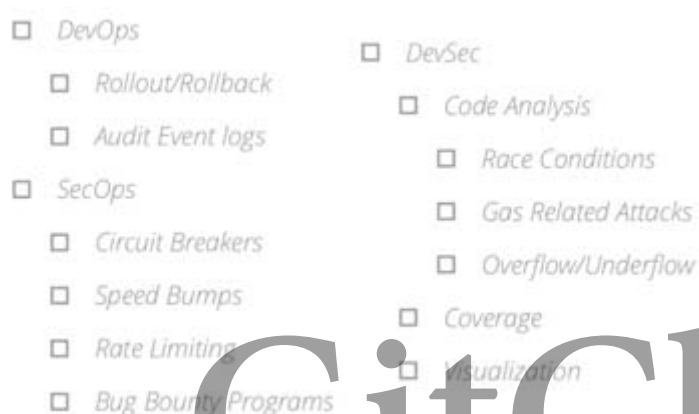 DevOps
Rollout/Rollback
Audit Event logs
SecOps
Circuit Breakers
Speed Bumps
Rate Limiting
Bug Bounty Programs
DevSec
Code Analysis
Race Conditions
Gas Related Attacks
Overflow/Underflow
Coverage
Visualization